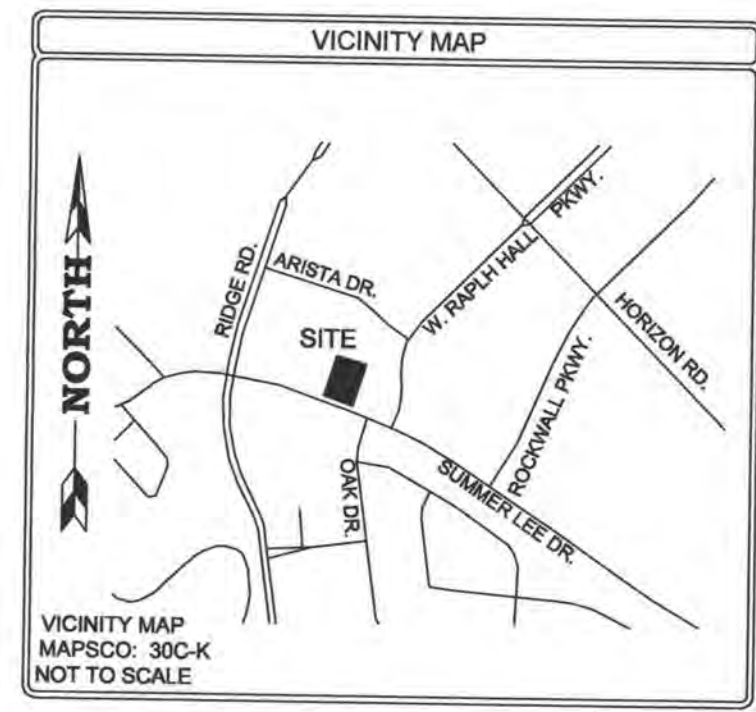 VICINITY MAP
RIDGE RD.
ARISTA DR.
W. RAPLH HALL PKWY.
HORIZON RD.
SITE
NORTH
ROCKWALL PKWY.
OAK DR.
SUMMER LEE DR.
VICINITY MAP
MAPSCO: 30C-K
NOT TO SCALE